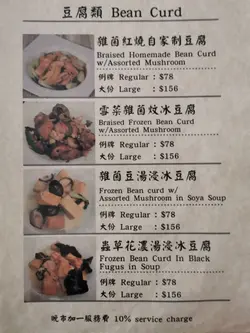 豆腐類 Bean Curd
雜菌紅燒自家制豆腐
Braised Homemade Bean Curd
w/Assorted Mushroom
例牌 Regular : $78
大份 Large : $156
雪菜雜菌炆冰豆腐
Braised Frozen Bean Curd
w/Assorted Mushroom
例牌 Regular : $78
大份 Large : $156
雜菌豆湯浸冰豆腐
Frozen Bean curd w/
Assorted Mushroom in Soya Soup
例牌 Regular : $78
大份 Large : $156
蟲草花濃湯浸冰豆腐
Frozen Bean Curd In Black
Fugus in Soup
例牌 Regular : $78
大份 Large : $156
晚市加一服務費 10% service charge